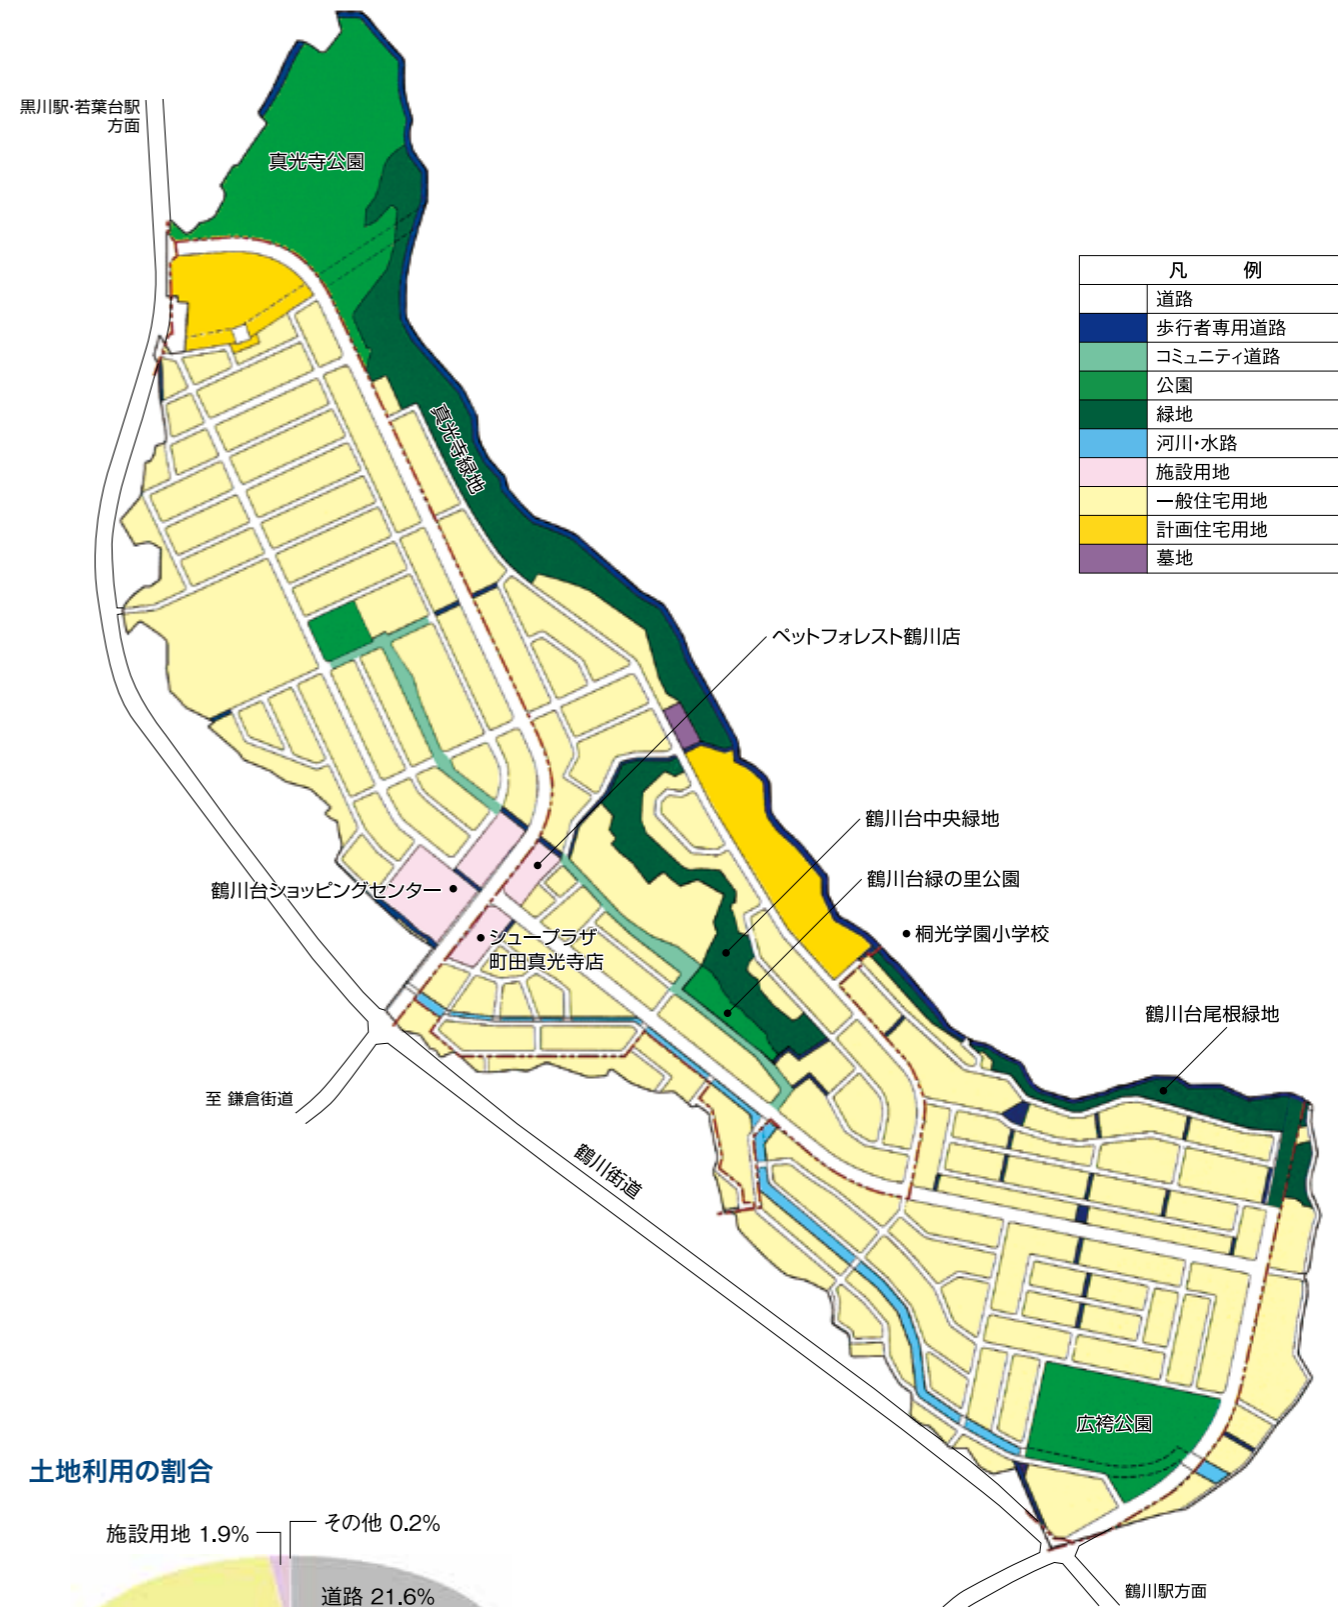 黒川駅・若葉台駅
方面
真光寺公園
凡 例
道路
歩行者専用道路
コミュニティ道路
公園
緑地
河川・水路
施設用地
一般住宅用地
計画住宅用地
墓地
真光寺緑地
ペットフォレスト鶴川店
鶴川台中央緑地
鶴川台緑の里公園
鶴川台ショッピングセンター
シュープラザ
町田真光寺店
桐光学園小学校
鶴川台尾根緑地
至 鎌倉街道
鶴川街道
広袴公園
鶴川駅方面
土地利用の割合
施設用地 1.9%
その他 0.2%
道路 21.6%